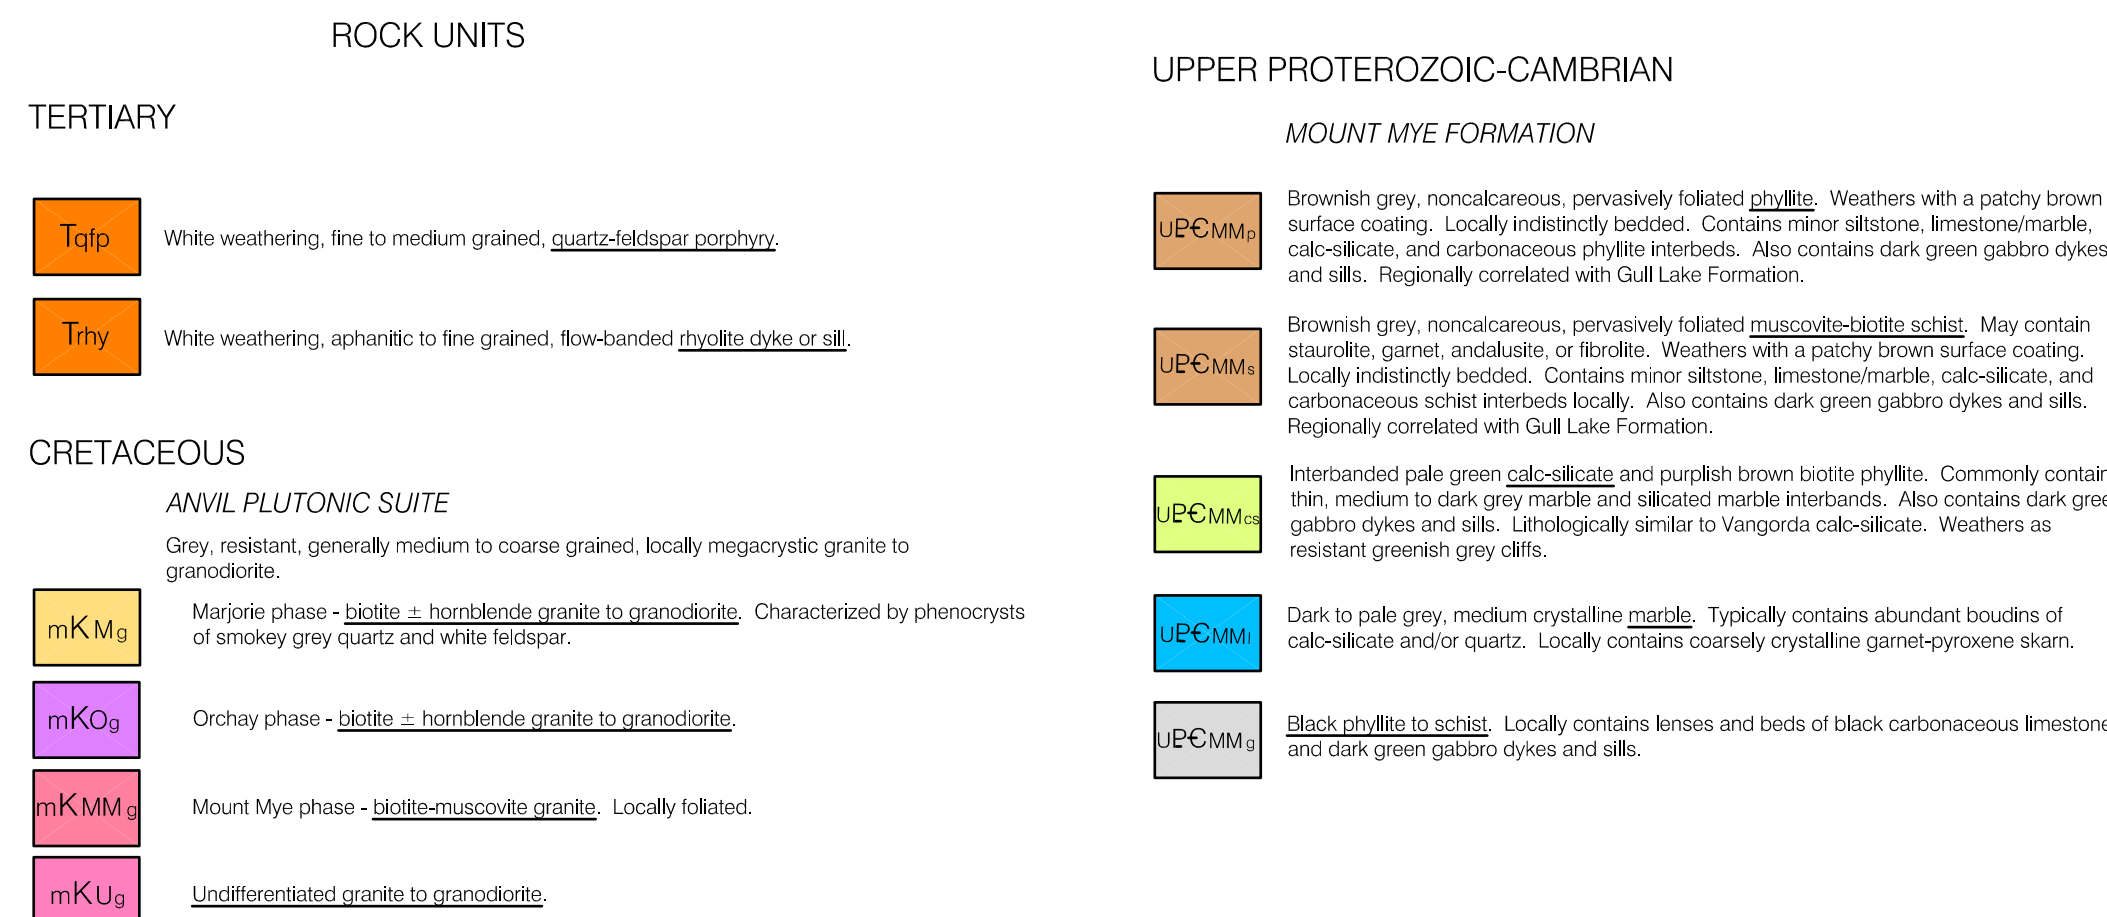 ROCK UNITS
TERTIARY
Tqfp
White weathering, fine to medium grained, quartz-feldspar porphyry.
Trhy
White weathering, aphanitic to fine grained, flow-banded rhyolite dyke or sill.
CRETACEOUS
ANVIL PLUTONIC SUITE
Grey, resistant, generally medium to coarse grained, locally megacrystic granite to
granodiorite.
mKMg
Marjorie phase - biotite ± hornblende granite to granodiorite. Characterized by phenocrysts
of smokey grey quartz and white feldspar.
mKOg
Orchay phase - biotite ± hornblende granite to granodiorite.
mKMMg
Mount Mye phase - biotite-muscovite granite. Locally foliated.
mKUg
Undifferentiated granite to granodiorite.
UPPER PROTEROZOIC-CAMBRIAN
MOUNT MYE FORMATION
uPЄMMp
Brownish grey, noncalcareous, pervasively foliated phyllite. Weathers with a patchy brown
surface coating. Locally indistinctly bedded. Contains minor siltstone, limestone/marble,
calc-silicate, and carbonaceous phyllite interbeds. Also contains dark green gabbro dykes
and sills. Regionally correlated with Gull Lake Formation.
uPЄMMs
Brownish grey, noncalcareous, pervasively foliated muscovite-biotite schist. May contain
staurolite, garnet, andalusite, or fibrolite. Weathers with a patchy brown surface coating.
Locally indistinctly bedded. Contains minor siltstone, limestone/marble, calc-silicate, and
carbonaceous schist interbeds locally. Also contains dark green gabbro dykes and sills.
Regionally correlated with Gull Lake Formation.
uPЄMMcs
Interbanded pale green calc-silicate and purplish brown biotite phyllite. Commonly contain
thin, medium to dark grey marble and silicated marble interbands. Also contains dark gree
gabbro dykes and sills. Lithologically similar to Vangorda calc-silicate. Weathers as
resistant greenish grey cliffs.
uPЄMMl
Dark to pale grey, medium crystalline marble. Typically contains abundant boudins of
calc-silicate and/or quartz. Locally contains coarsely crystalline garnet-pyroxene skarn.
uPЄMMg
Black phyllite to schist. Locally contains lenses and beds of black carbonaceous limestone
and dark green gabbro dykes and sills.